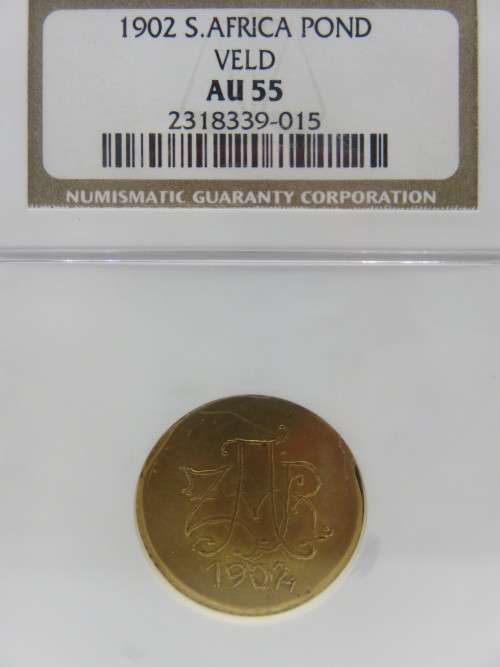 1902 S.AFRICA POND
VELD
AU 55
2318339-015
NUMISMATIC GUARANTY CORPORATION
ZAR
1902